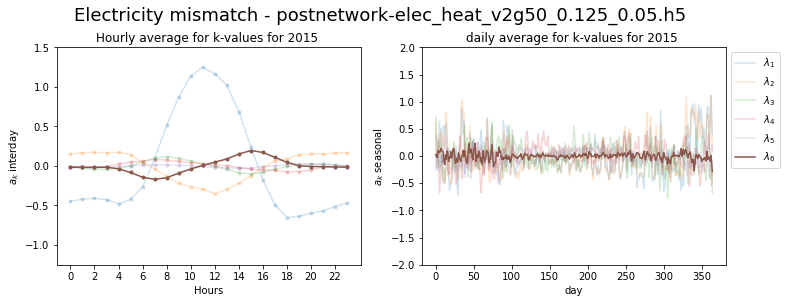 Electricity mismatch - postnetwork-elec_heat_v2g50_0.125_0.05.h5
Hourly average for k-values for 2015
1.5
1.0
0.5
0.0
−0.5
−1.0
a_k interday
0 2 4 6 8 10 12 14 16 18 20 22
Hours
daily average for k-values for 2015
2.0
1.5
1.0
0.5
0.0
−0.5
−1.0
−1.5
−2.0
a_k seasonal
0 50 100 150 200 250 300 350
day
λ₁
λ₂
λ₃
λ₄
λ₅
λ₆